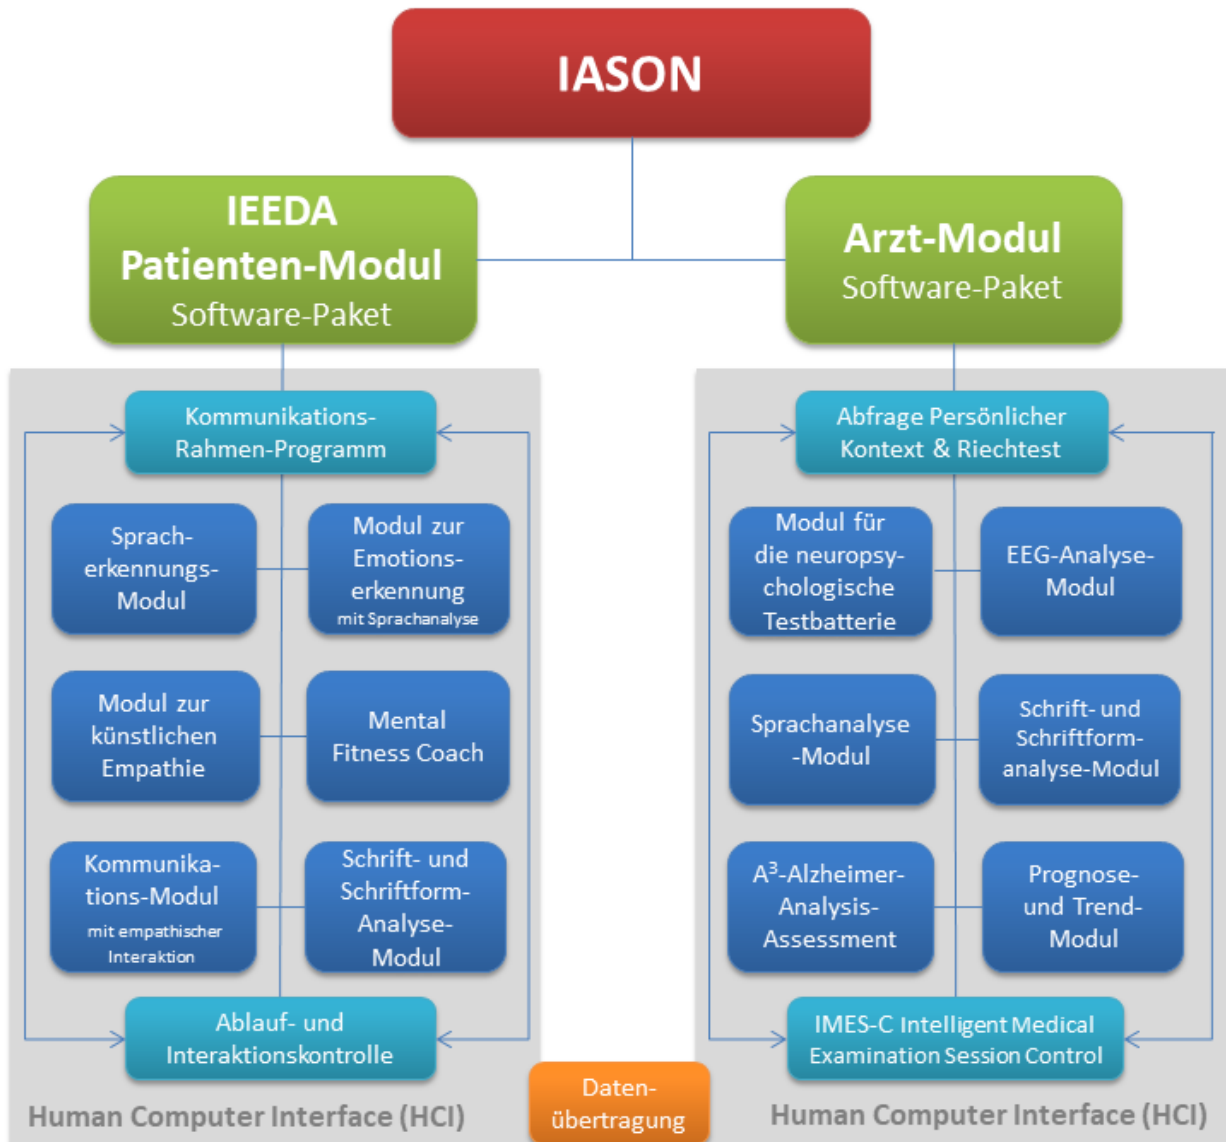 IASON
IEEDA
Patienten-Modul
Software-Paket
Arzt-Modul
Software-Paket
Kommunikations-
Rahmen-Programm
Sprach-
erkennungs-
Modul
Modul zur
Emotions-
erkennung
mit Sprachanalyse
Modul zur
künstlichen
Empathie
Mental
Fitness Coach
Kommunika-
tions-Modul
mit empathischer
Interaktion
Schrift- und
Schriftform-
Analyse-
Modul
Ablauf- und
Interaktionskontrolle
Human Computer Interface (HCI)
Daten-
übertragung
Abfrage Persönlicher
Kontext & Riechtest
Modul für
die neuropsy-
chologische
Testbatterie
EEG-Analyse-
Modul
Sprachanalyse
-Modul
Schrift- und
Schriftform-
analyse-Modul
A³-Alzheimer-
Analysis-
Assessment
Prognose-
und Trend-
Modul
IMES-C Intelligent Medical
Examination Session Control
Human Computer Interface (HCI)